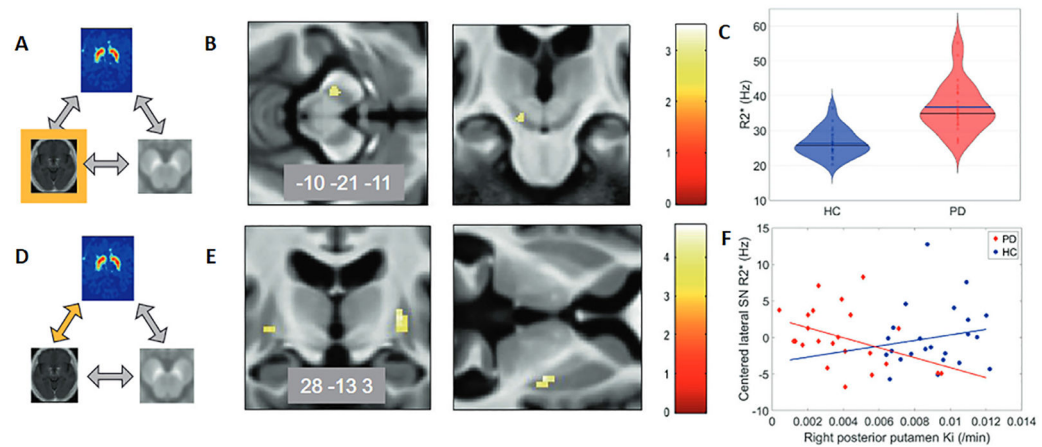 A
B
-10 -21 -11
3
2
1
0
C
R2* (Hz)
60
50
40
30
20
10
HC
PD
D
E
28 -13 3
4
3
2
1
0
F
Centered lateral SN R2* (Hz)
15
10
5
0
-5
-10
PD
HC
0
0.002
0.004
0.006
0.008
0.01
0.012
0.014
Right posterior putamen Ki (/min)